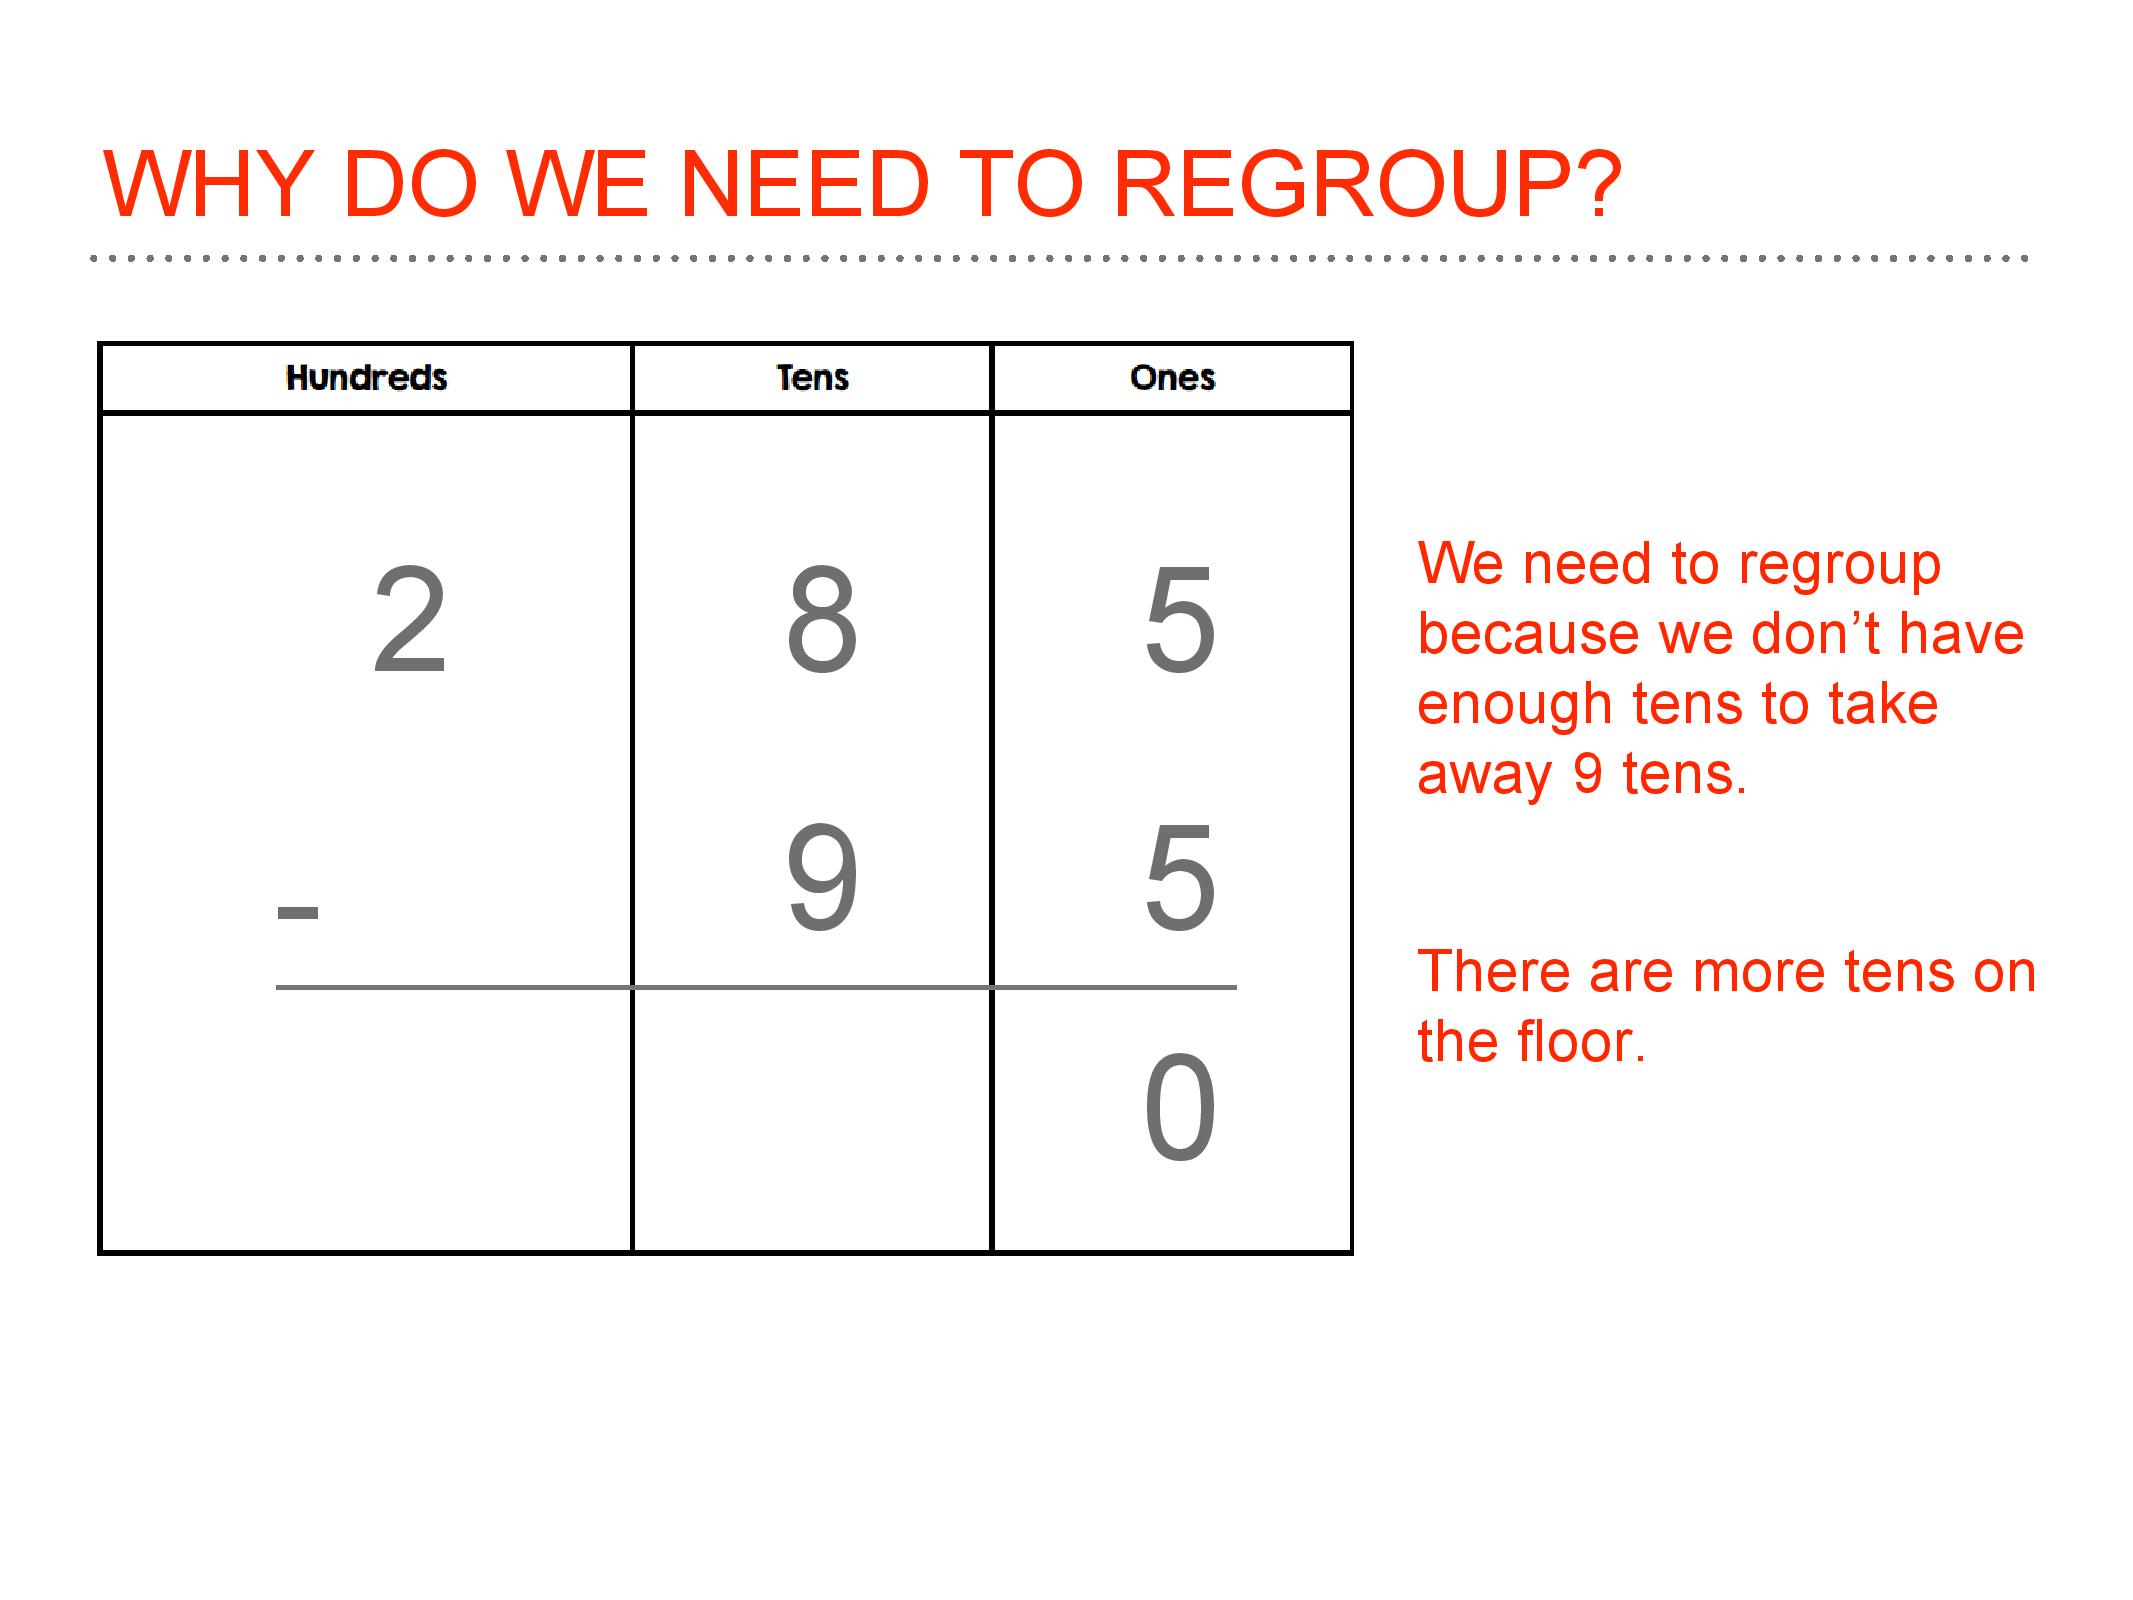 WHY DO WE NEED TO REGROUP?
Hundreds Tens Ones
2 8 5
- 9 5
0
We need to regroup
because we don’t have
enough tens to take
away 9 tens.
There are more tens on
the floor.